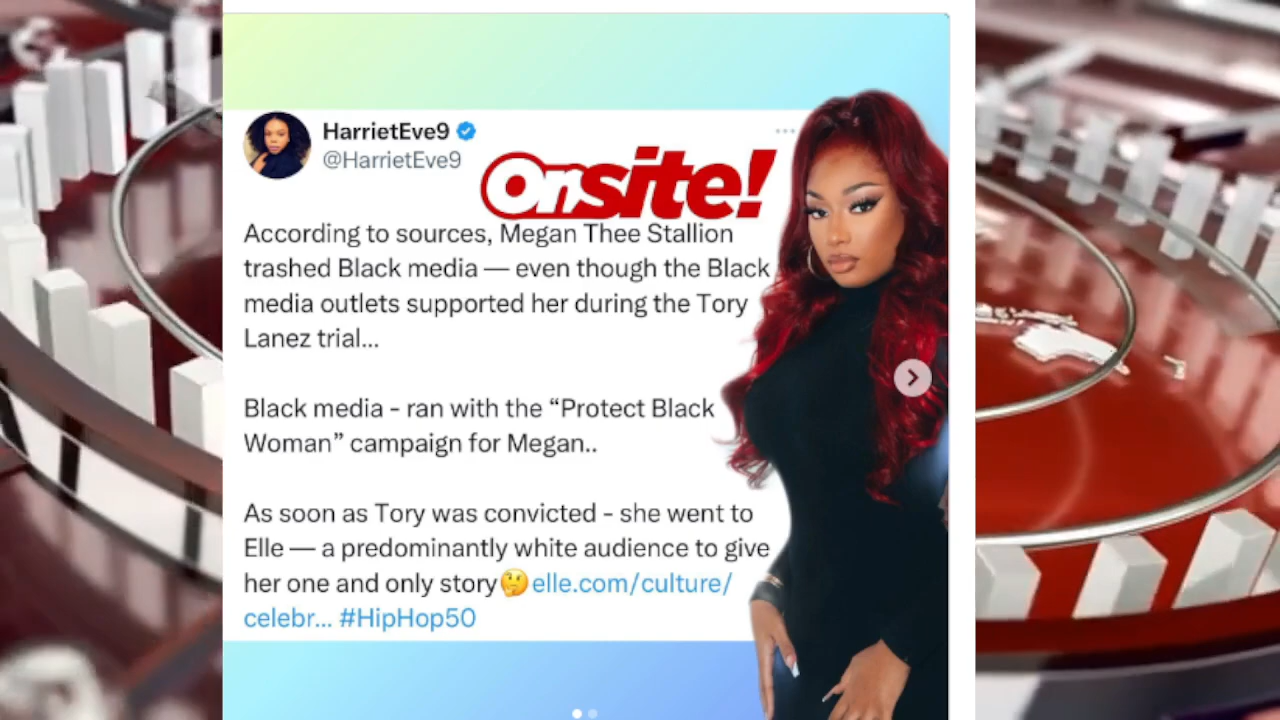 HarrietEve9
@HarrietEve9
Onsite!
According to sources, Megan Thee Stallion
trashed Black media — even though the Black
media outlets supported her during the Tory
Lanez trial...
Black media - ran with the “Protect Black
Woman” campaign for Megan..
As soon as Tory was convicted - she went to
Elle — a predominantly white audience to give
her one and only story🤔elle.com/culture/
celebr... #HipHop50